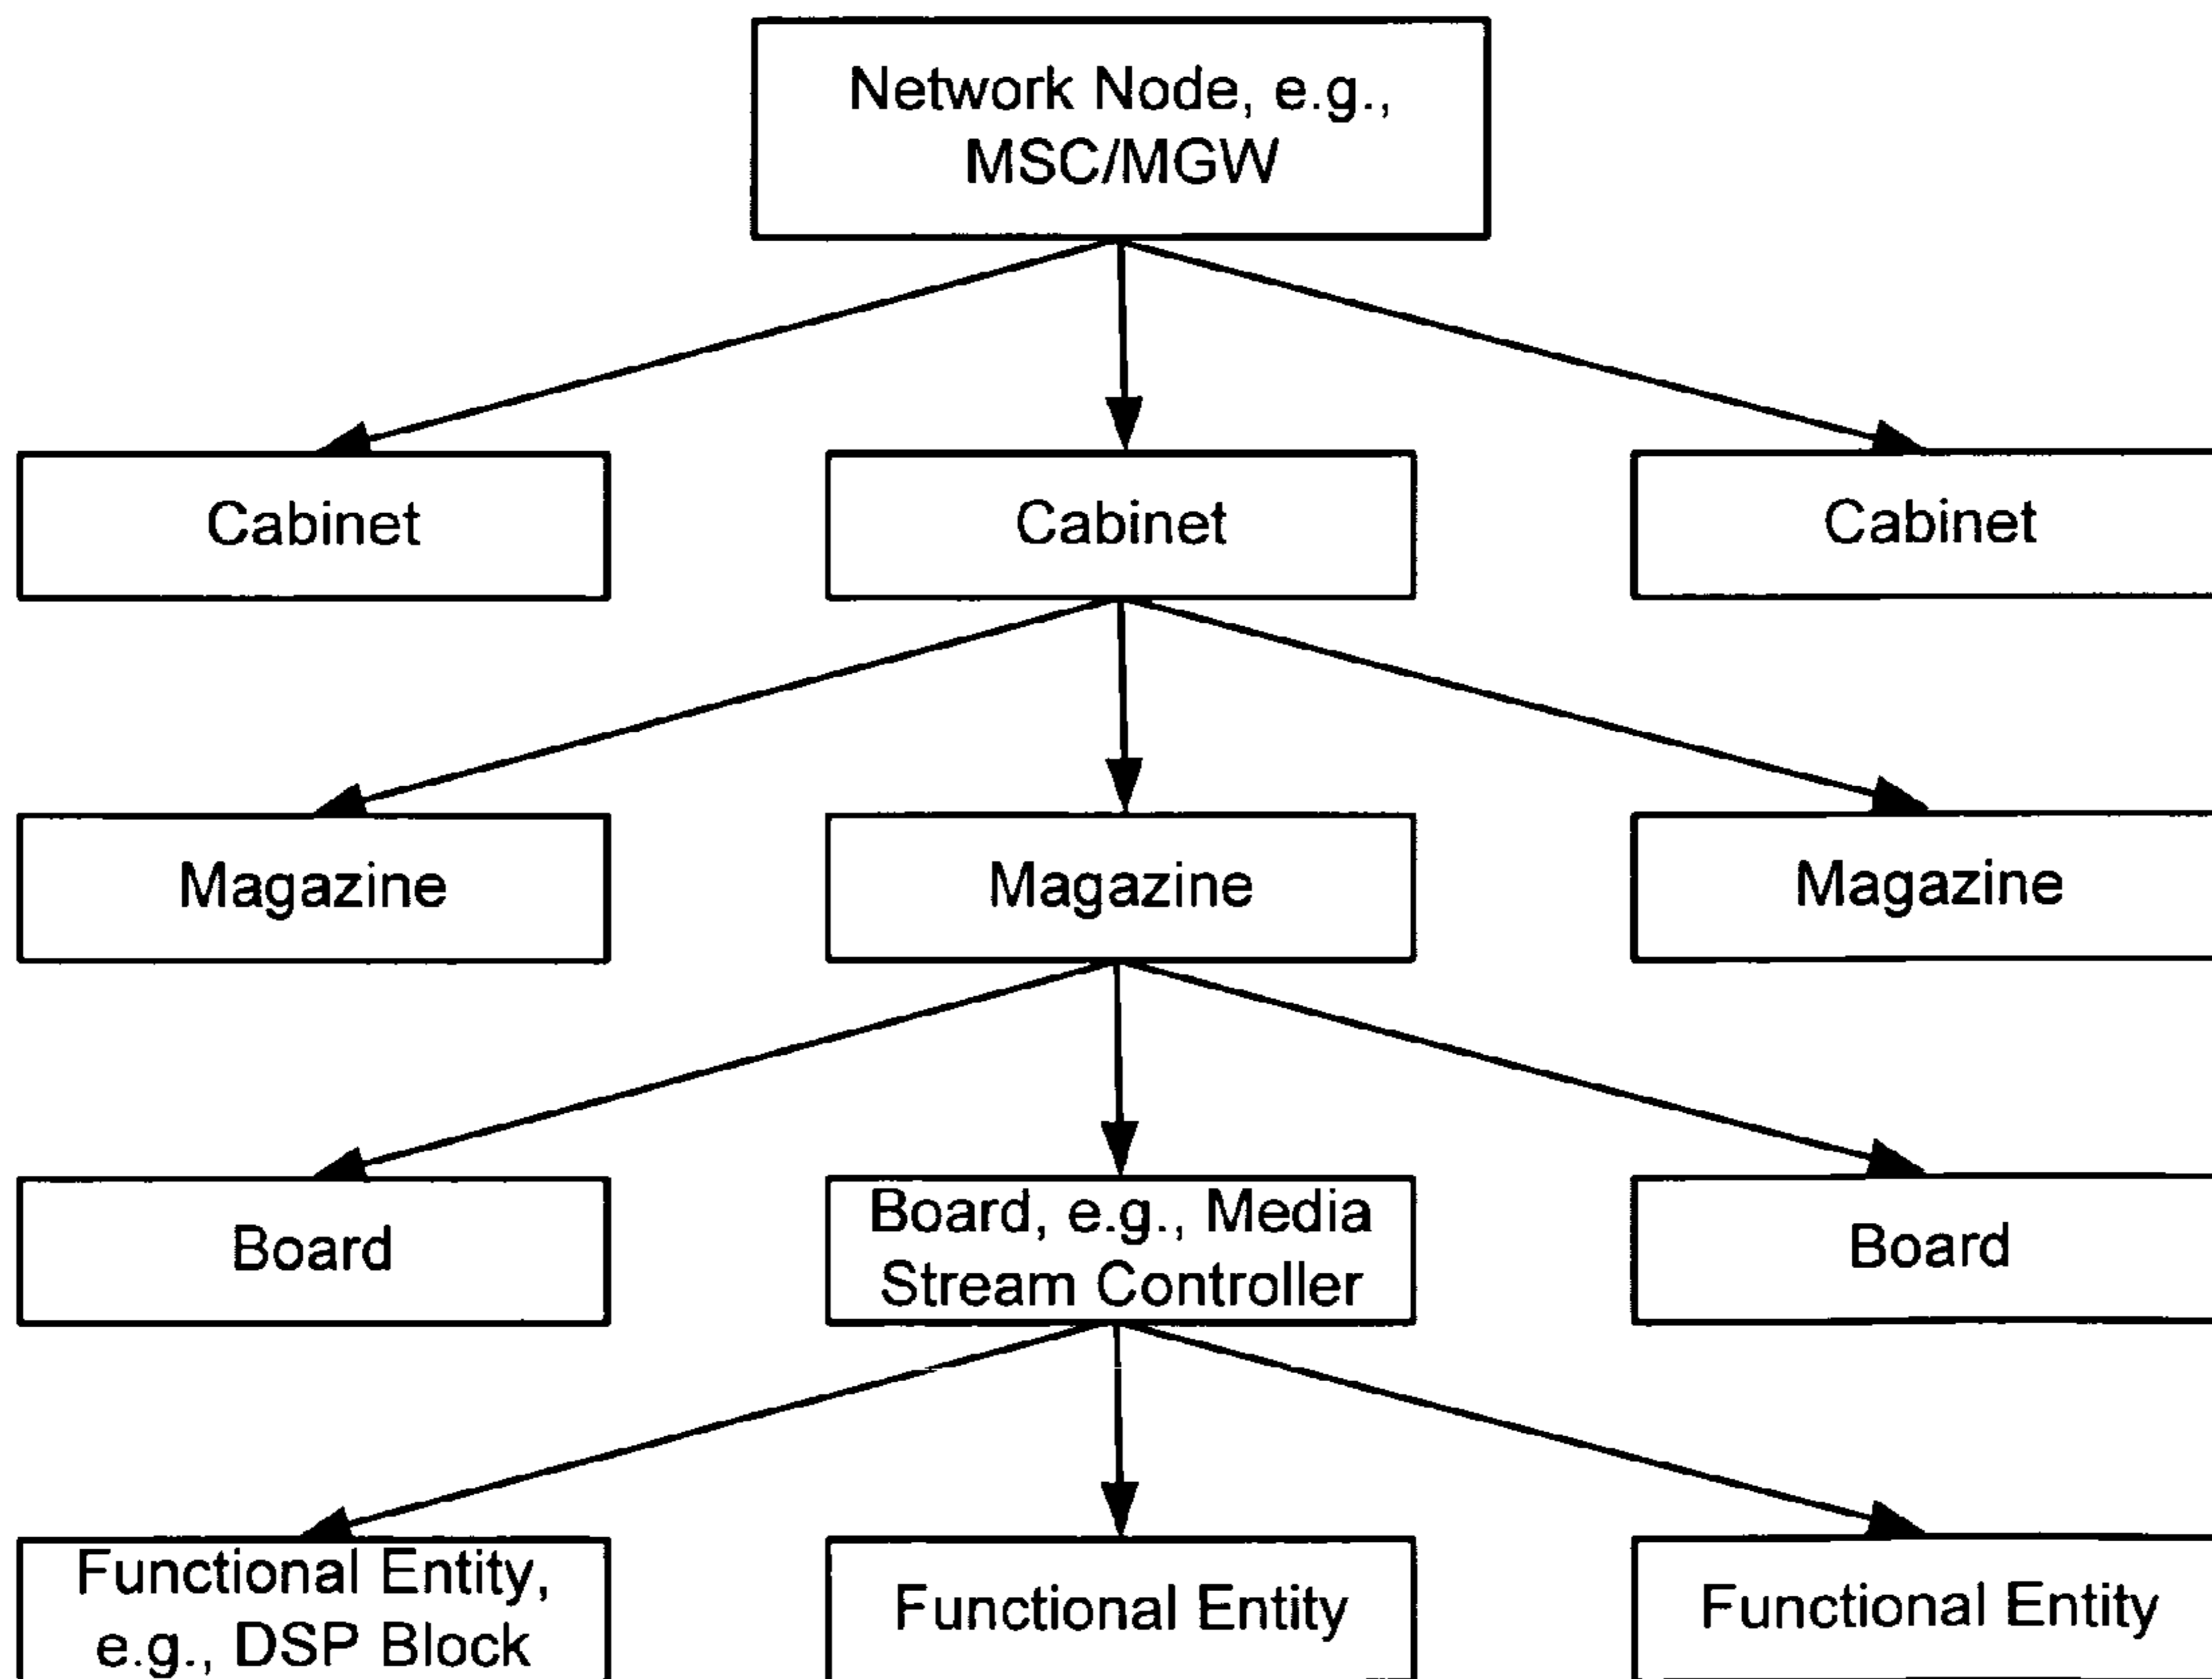 Network Node, e.g.,
MSC/MGW
Cabinet
Cabinet
Cabinet
Magazine
Magazine
Magazine
Board
Board, e.g., Media
Stream Controller
Board
Functional Entity,
e.g., DSP Block
Functional Entity
Functional Entity